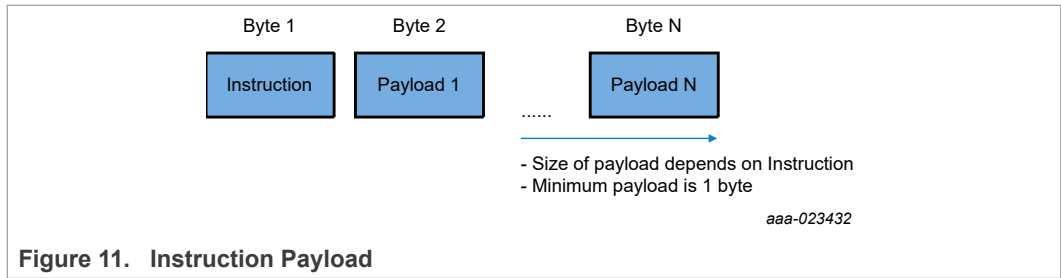 Byte 1 Byte 2 Byte N
Instruction Payload 1 Payload N
......
- Size of payload depends on Instruction
- Minimum payload is 1 byte
aaa-023432
Figure 11. Instruction Payload